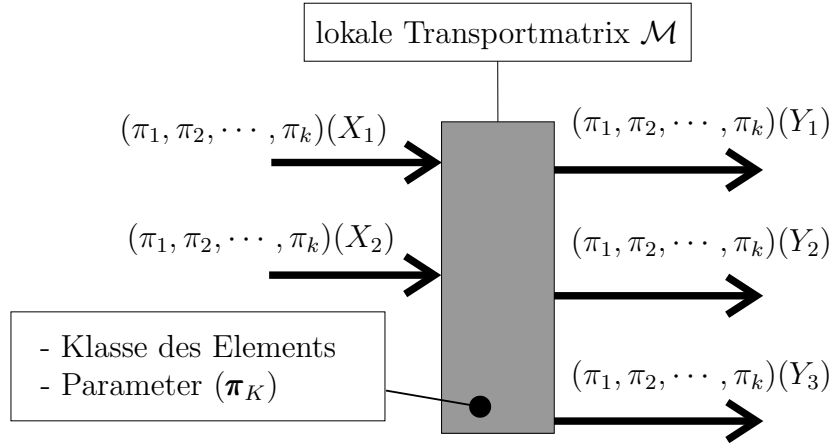 lokale Transportmatrix ℳ
(π₁, π₂, ⋯ , πₖ)(X₁)
(π₁, π₂, ⋯ , πₖ)(Y₁)
(π₁, π₂, ⋯ , πₖ)(X₂)
(π₁, π₂, ⋯ , πₖ)(Y₂)
- Klasse des Elements
- Parameter (𝝅_K)
(π₁, π₂, ⋯ , πₖ)(Y₃)